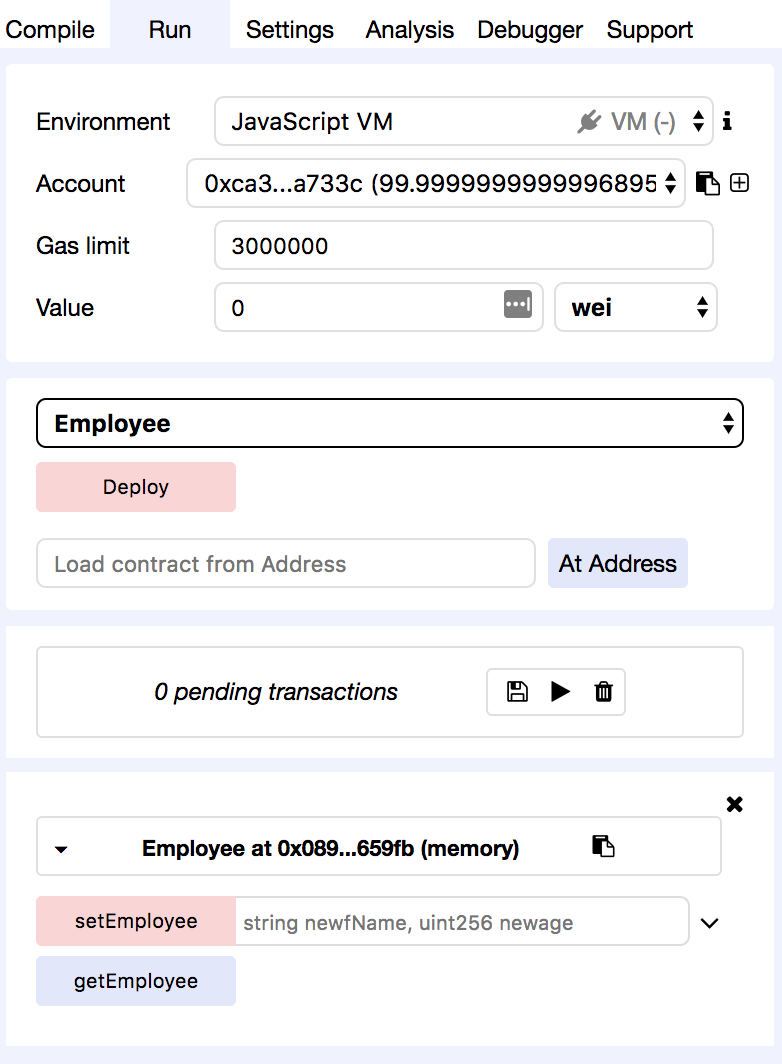 Compile Run Settings Analysis Debugger Support
Environment JavaScript VM VM (-) i
Account 0xca3...a733c (99.9999999999996895
Gas limit 3000000
Value 0 wei
Employee
Deploy
Load contract from Address At Address
0 pending transactions
Employee at 0x089...659fb (memory)
setEmployee string newfName, uint256 newage
getEmployee